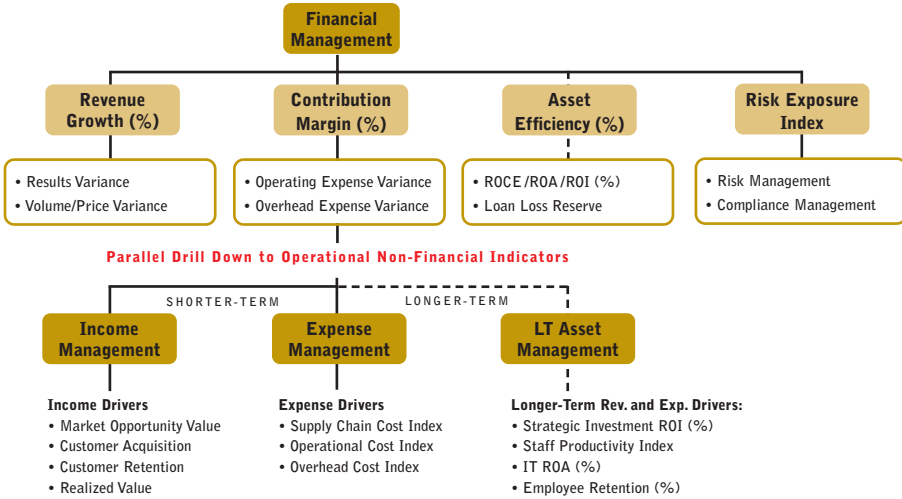 Financial
Management
Revenue
Growth (%)
Contribution
Margin (%)
Asset
Efficiency (%)
Risk Exposure
Index
• Results Variance
• Volume/Price Variance
• Operating Expense Variance
• Overhead Expense Variance
• ROCE/ROA/ROI (%)
• Loan Loss Reserve
• Risk Management
• Compliance Management
Parallel Drill Down to Operational Non-Financial Indicators
SHORTER-TERM
LONGER-TERM
Income
Management
Expense
Management
LT Asset
Management
Income Drivers
• Market Opportunity Value
• Customer Acquisition
• Customer Retention
• Realized Value
Expense Drivers
• Supply Chain Cost Index
• Operational Cost Index
• Overhead Cost Index
Longer-Term Rev. and Exp. Drivers:
• Strategic Investment ROI (%)
• Staff Productivity Index
• IT ROA (%)
• Employee Retention (%)